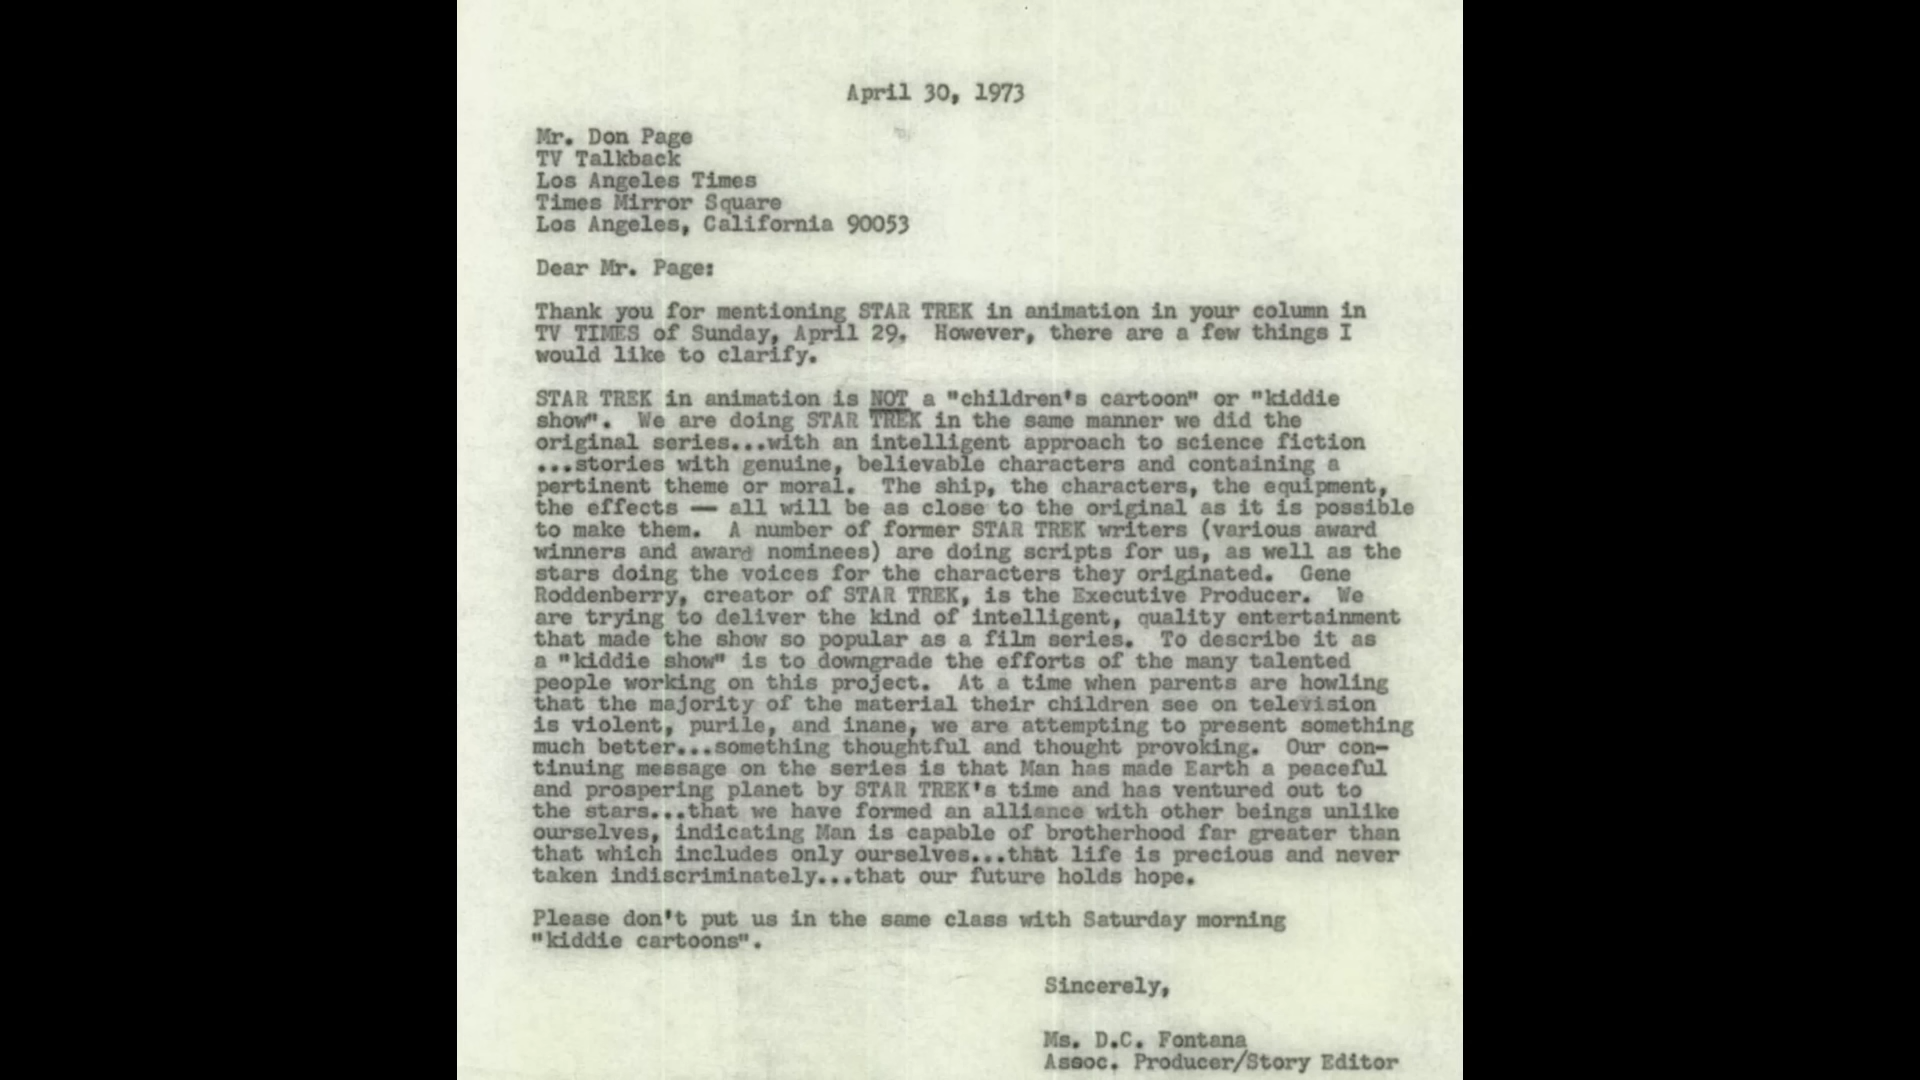 April 30, 1973
Mr. Don Page
TV Talkback
Los Angeles Times
Times Mirror Square
Los Angeles, California 90053
Dear Mr. Page:
Thank you for mentioning STAR TREK in animation in your column in
TV TIMES of Sunday, April 29. However, there are a few things I
would like to clarify.
STAR TREK in animation is NOT a "children's cartoon" or "kiddie
show". We are doing STAR TREK in the same manner we did the
original series...with an intelligent approach to science fiction
...stories with genuine, believable characters and containing a
pertinent theme or moral. The ship, the characters, the equipment,
the effects — all will be as close to the original as it is possible
to make them. A number of former STAR TREK writers (various award
winners and award nominees) are doing scripts for us, as well as the
stars doing the voices for the characters they originated. Gene
Roddenberry, creator of STAR TREK, is the Executive Producer. We
are trying to deliver the kind of intelligent, quality entertainment
that made the show so popular as a film series. To describe it as
a "kiddie show" is to downgrade the efforts of the many talented
people working on this project. At a time when parents are howling
that the majority of the material their children see on television
is violent, purile, and inane, we are attempting to present something
much better...something thoughtful and thought provoking. Our con-
tinuing message on the series is that Man has made Earth a peaceful
and prospering planet by STAR TREK's time and has ventured out to
the stars...that we have formed an alliance with other beings unlike
ourselves, indicating Man is capable of brotherhood far greater than
that which includes only ourselves...that life is precious and never
taken indiscriminately...that our future holds hope.
Please don't put us in the same class with Saturday morning
"kiddie cartoons".
Sincerely,
Ms. D.C. Fontana
Assoc. Producer/Story Editor